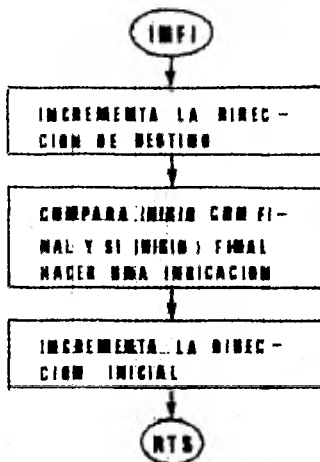 INFI
INCREMENTA LA DIREC-
CION DE DESTINO
COMPARA INICIO CON FI-
NAL Y SI INICIO > FINAL
HACER UNA INDICACION
INCREMENTA LA DIREC-
CION INICIAL
RTS